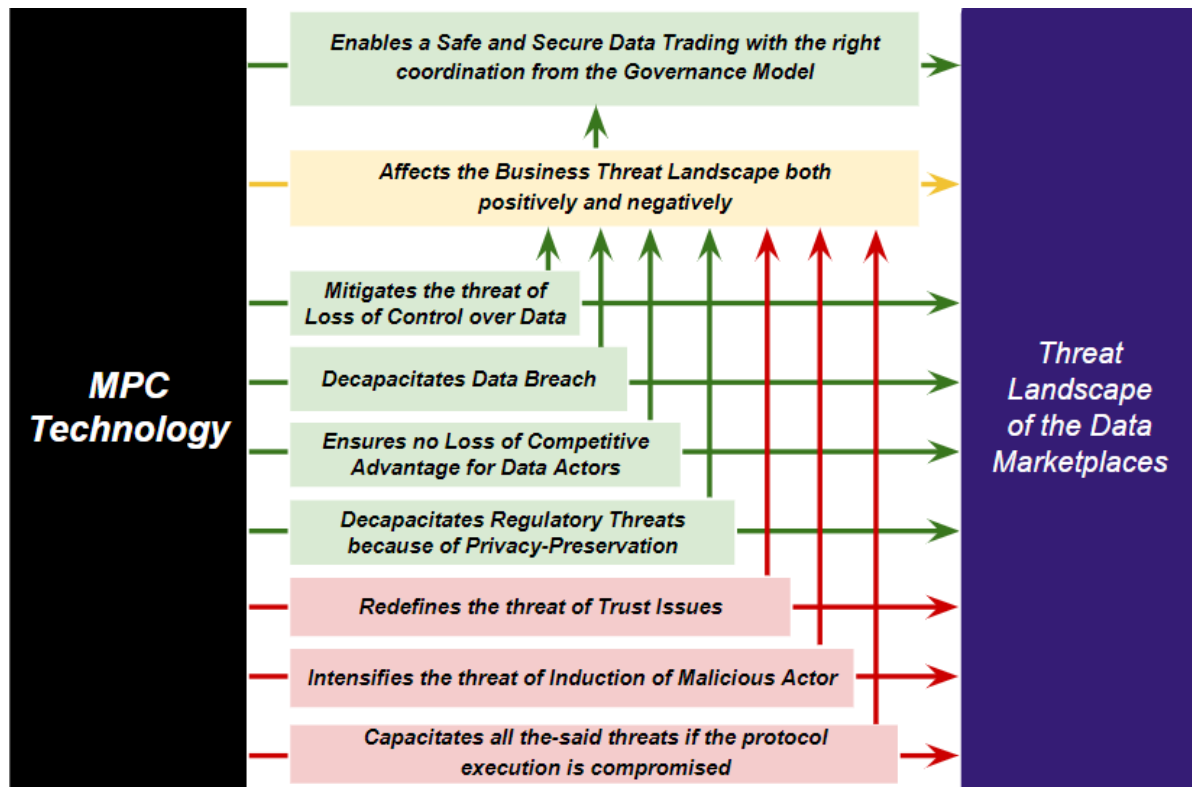 Enables a Safe and Secure Data Trading with the right
coordination from the Governance Model
Affects the Business Threat Landscape both
positively and negatively
Mitigates the threat of
Loss of Control over Data
Decapacitates Data Breach
Ensures no Loss of Competitive
Advantage for Data Actors
Decapacitates Regulatory Threats
because of Privacy-Preservation
Redefines the threat of Trust Issues
Intensifies the threat of Induction of Malicious Actor
Capacitates all the-said threats if the protocol
execution is compromised
MPC
Technology
Threat
Landscape
of the Data
Marketplaces